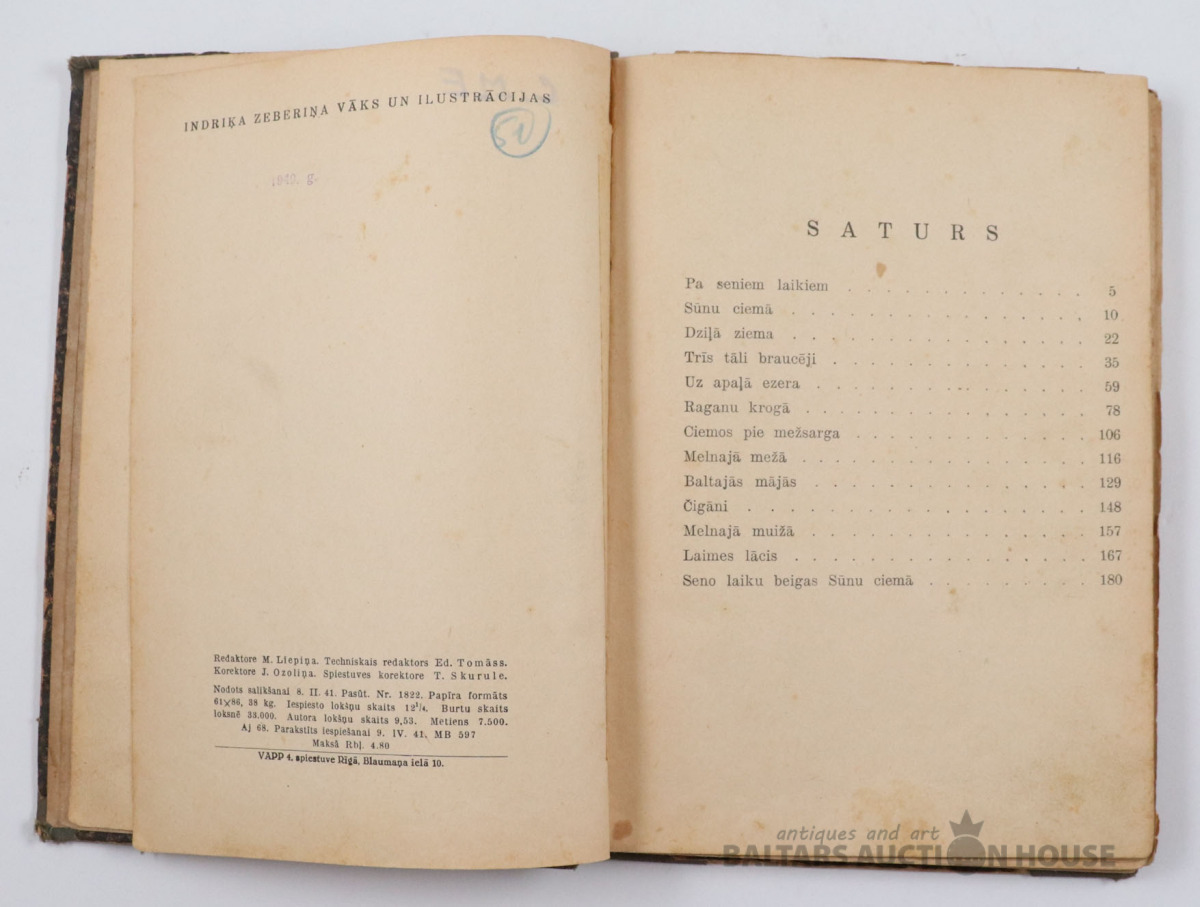 INDRIĶA ZEBERIŅA VĀKS UN ILUSTRĀCIJAS
1949. g.
Redaktore M. Liepiņa. Techniskais redaktors Ed. Tomāss.
Korektore J. Ozoliņa. Spiestuves korektore T. Skurule.
Nodots salikšanai 8. II. 41. Pasūt. Nr. 1822. Papīra formāts
61×86, 38 kg. Iespiesto lokšņu skaits 12¹/₄. Burtu skaits
loksnē 33.000. Autora lokšņu skaits 9,53. Metiens 7.500.
Aj 68. Parakstīts iespiešanai 9. IV. 41. MB 597
Maksā Rbļ. 4.80
VAPP 4. spiestuve Rīgā, Blaumaņa ielā 10.
SATURS
Pa seniem laikiem . . . . . . . . . . . . . 5
Sūnu ciemā . . . . . . . . . . . . . . . . 10
Dziļā ziema . . . . . . . . . . . . . . . . 22
Trīs tāli braucēji . . . . . . . . . . . . . . 35
Uz apaļā ezera . . . . . . . . . . . . . . . 59
Raganu krogā . . . . . . . . . . . . . . . 78
Ciemos pie mežsarga . . . . . . . . . . . . 106
Melnajā mežā . . . . . . . . . . . . . . . 116
Baltajās mājās . . . . . . . . . . . . . . . 129
Čigāni . . . . . . . . . . . . . . . . . . 148
Melnajā muižā . . . . . . . . . . . . . . . 157
Laimes lācis . . . . . . . . . . . . . . . . 167
Seno laiku beigas Sūnu ciemā . . . . . . . . . 180
antiques and art
BALTARS AUCTION HOUSE